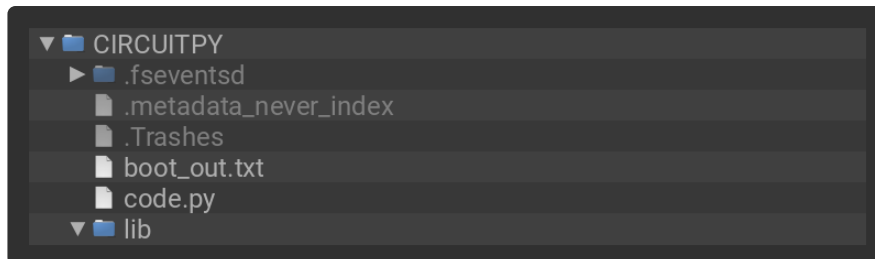 CIRCUITPY
.fseventsd
.metadata_never_index
.Trashes
boot_out.txt
code.py
lib